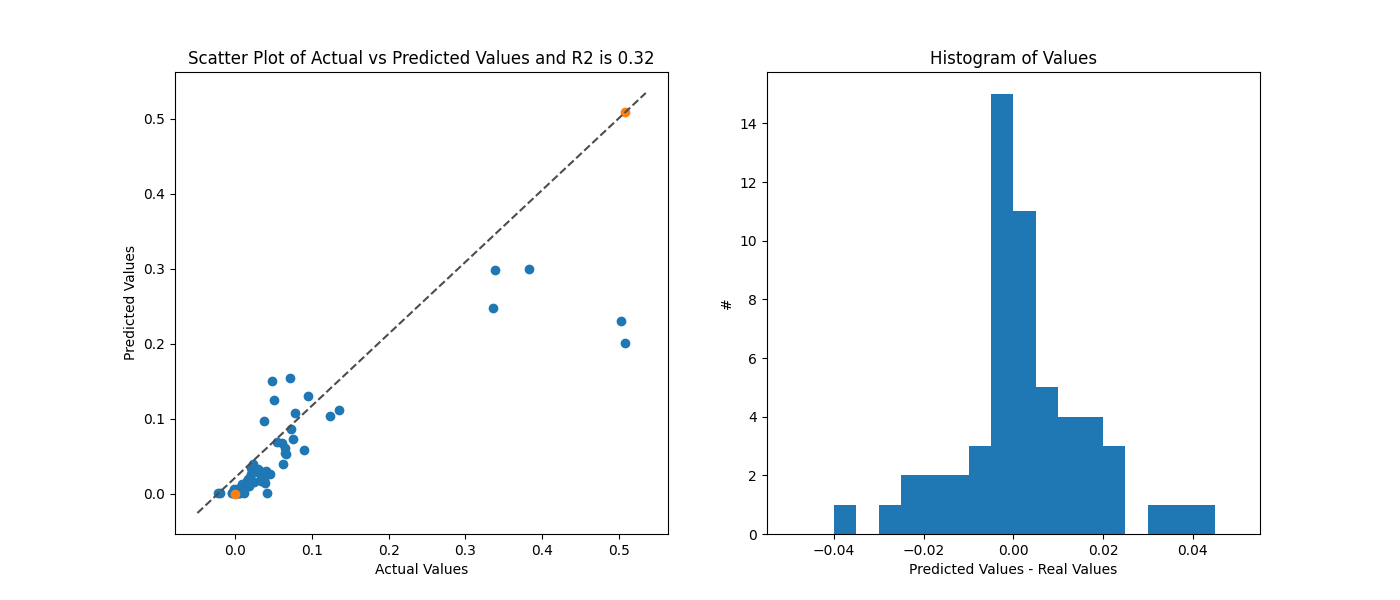 Scatter Plot of Actual vs Predicted Values and R2 is 0.32
0.5
0.4
0.3
0.2
0.1
0.0
Predicted Values
0.0 0.1 0.2 0.3 0.4 0.5
Actual Values
Histogram of Values
14
12
10
8
6
4
2
0
#
−0.04 −0.02 0.00 0.02 0.04
Predicted Values - Real Values